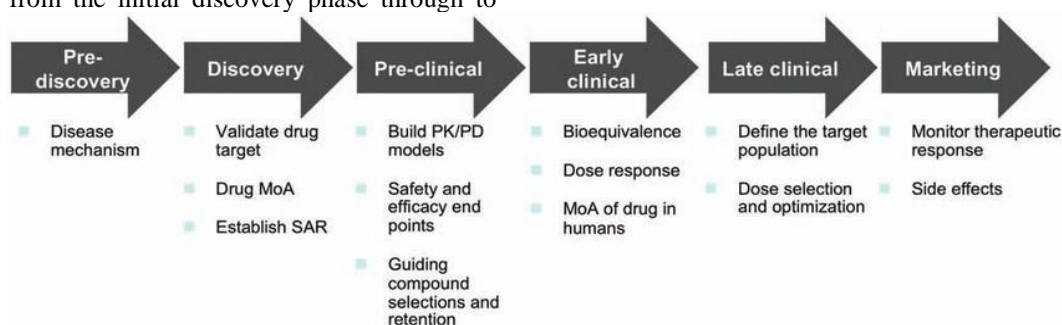 from the initial discovery phase through to
Pre-
discovery
Discovery
Pre-clinical
Early
clinical
Late clinical
Marketing
Disease
mechanism
Validate drug
target
Drug MoA
Establish SAR
Build PK/PD
models
Safety and
efficacy end
points
Guiding
compound
selections and
retention
Bioequivalence
Dose response
MoA of drug in
humans
Define the target
population
Dose selection
and optimization
Monitor therapeutic
response
Side effects